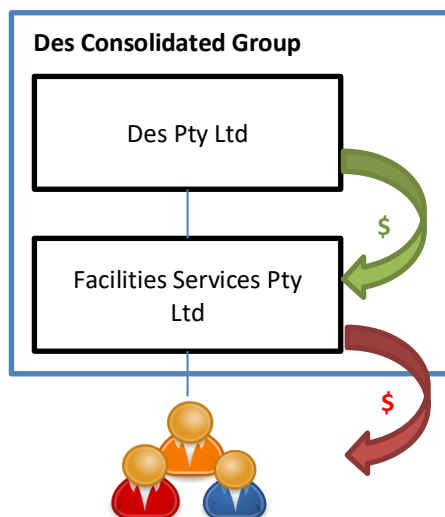 Des Consolidated Group
Des Pty Ltd
$
Facilities Services Pty
Ltd
$